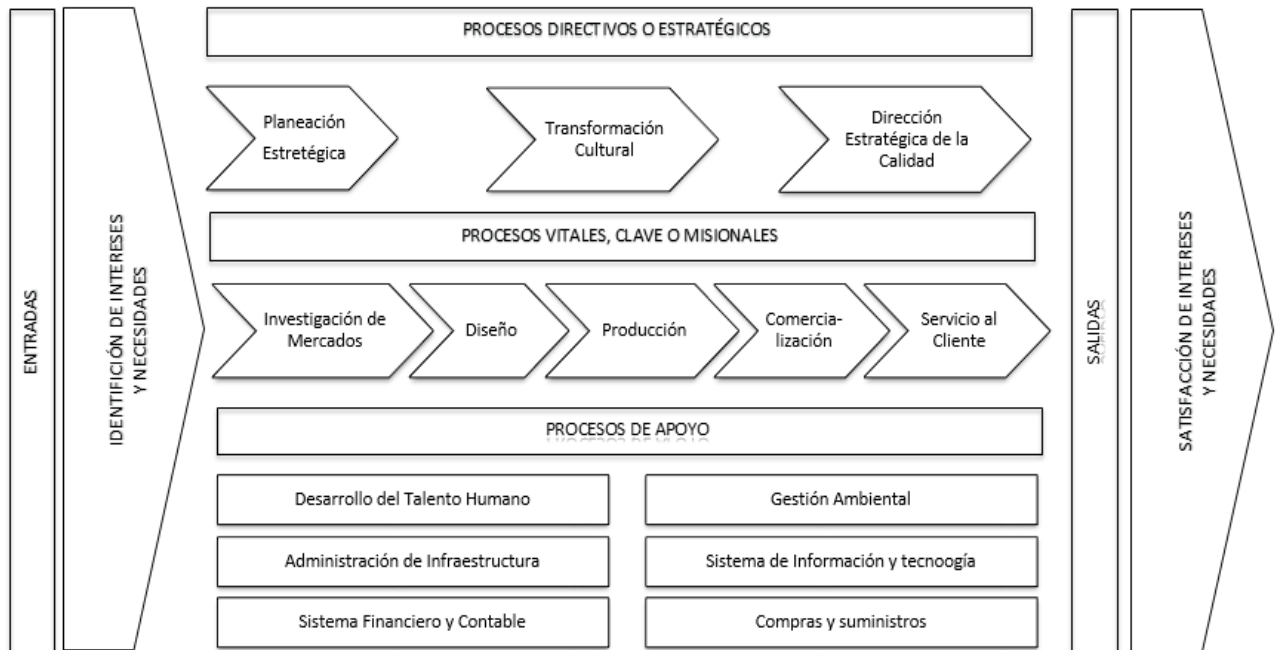 PROCESOS DIRECTIVOS O ESTRATÉGICOS
Planeación
Estretégica
Transformación
Cultural
Dirección
Estratégica de la
Calidad
PROCESOS VITALES, CLAVE O MISIONALES
ENTRADAS
IDENTIFICIÓN DE INTERESES
Y NECESIDADES
Investigación de
Mercados
Diseño
Producción
Comercia-
lización
Servicio al
Cliente
SALIDAS
SATISFACCIÓN DE INTERESES
Y NECESIDADES
PROCESOS DE APOYO
Desarrollo del Talento Humano
Gestión Ambiental
Administración de Infraestructura
Sistema de Información y tecnoogía
Sistema Financiero y Contable
Compras y suministros